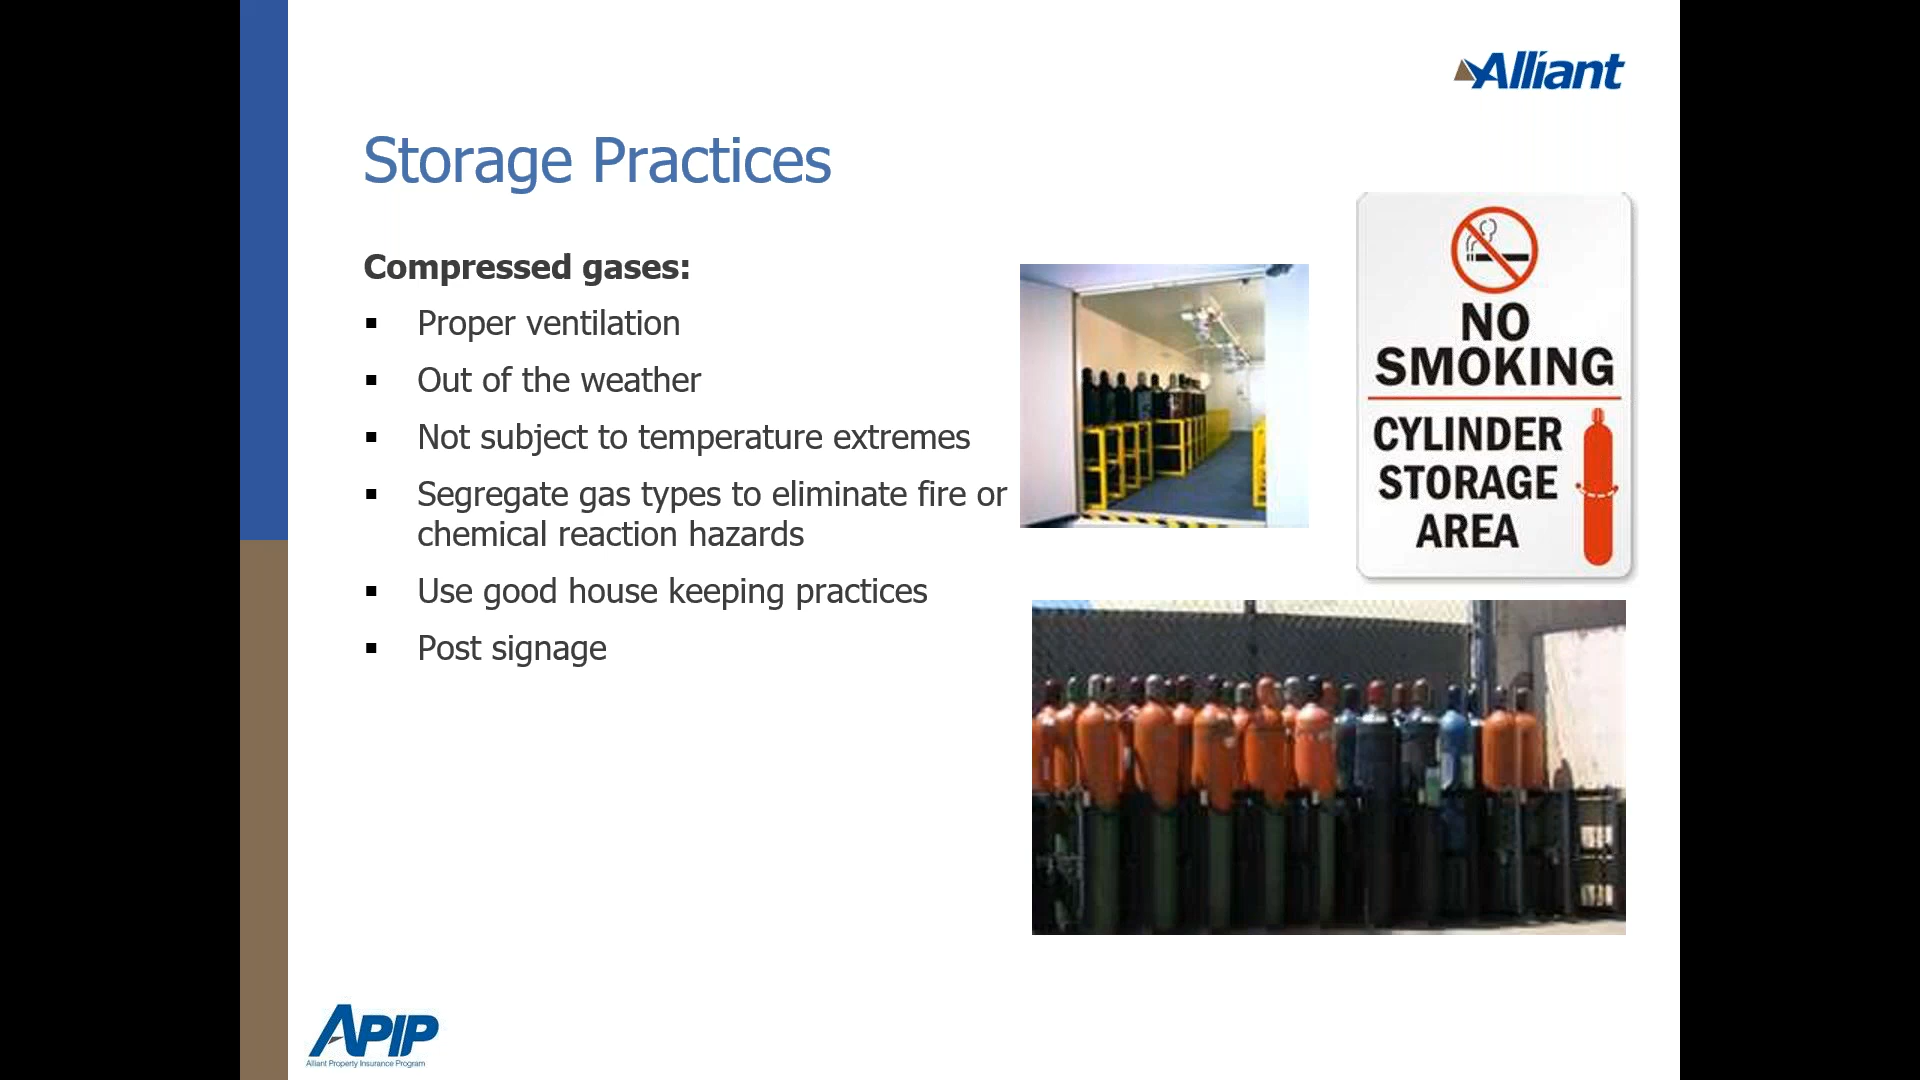 Alliant
Storage Practices
Compressed gases:
▪ Proper ventilation
▪ Out of the weather
▪ Not subject to temperature extremes
▪ Segregate gas types to eliminate fire or
chemical reaction hazards
▪ Use good house keeping practices
▪ Post signage
NO
SMOKING
CYLINDER
STORAGE
AREA
APIP
Alliant Property Insurance Program